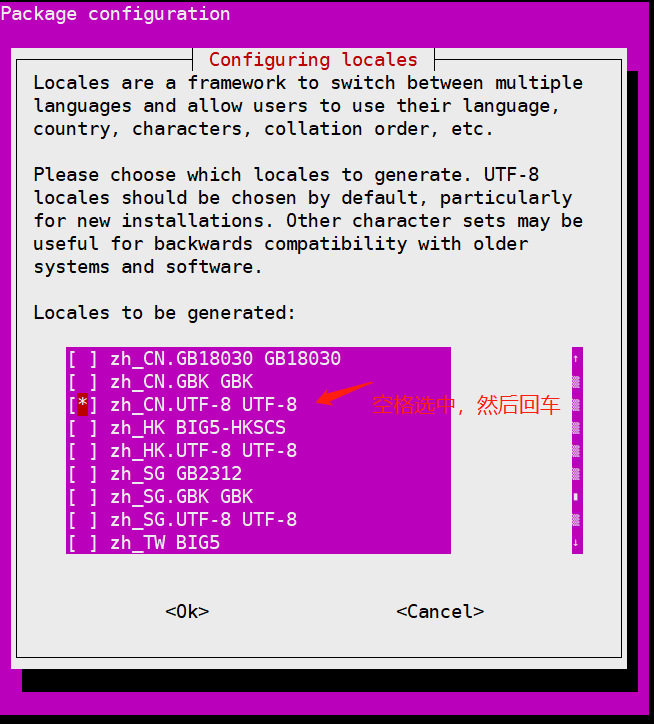 Package configuration
Configuring locales
Locales are a framework to switch between multiple
languages and allow users to use their language,
country, characters, collation order, etc.
Please choose which locales to generate. UTF-8
locales should be chosen by default, particularly
for new installations. Other character sets may be
useful for backwards compatibility with older
systems and software.
Locales to be generated:
[ ] zh_CN.GB18030 GB18030
[ ] zh_CN.GBK GBK
[*] zh_CN.UTF-8 UTF-8
空格选中，然后回车
[ ] zh_HK BIG5-HKSCS
[ ] zh_HK.UTF-8 UTF-8
[ ] zh_SG GB2312
[ ] zh_SG.GBK GBK
[ ] zh_SG.UTF-8 UTF-8
[ ] zh_TW BIG5
<Ok> <Cancel>